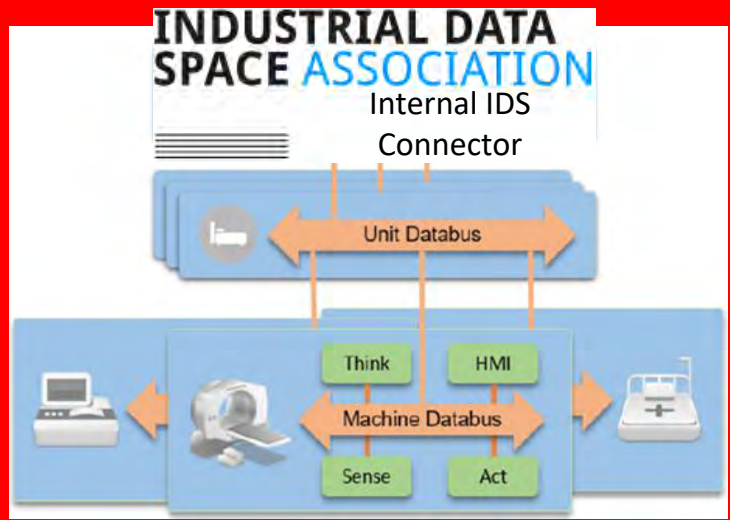 INDUSTRIAL DATA
SPACE ASSOCIATION
Internal IDS
Connector
Unit Databus
Think
HMI
Machine Databus
Sense
Act